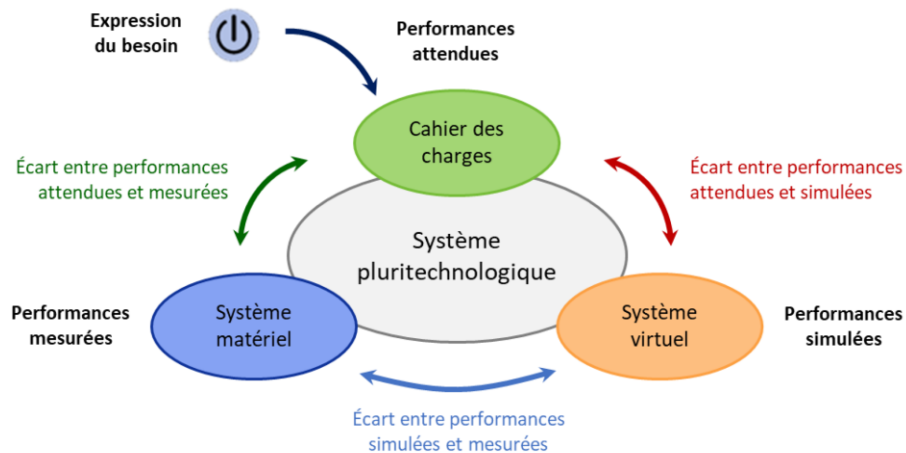 Expression
du besoin
Performances
attendues
Cahier des
charges
Écart entre performances
attendues et mesurées
Écart entre performances
attendues et simulées
Système
pluritechnologique
Performances
mesurées
Système
matériel
Système
virtuel
Performances
simulées
Écart entre performances
simulées et mesurées